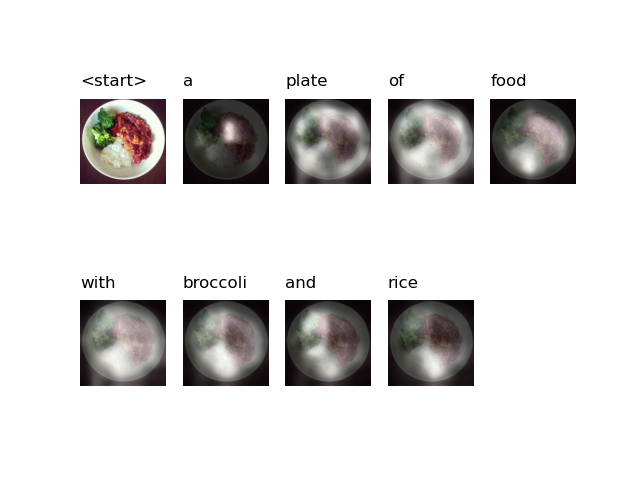 <start> a plate of food
with broccoli and rice